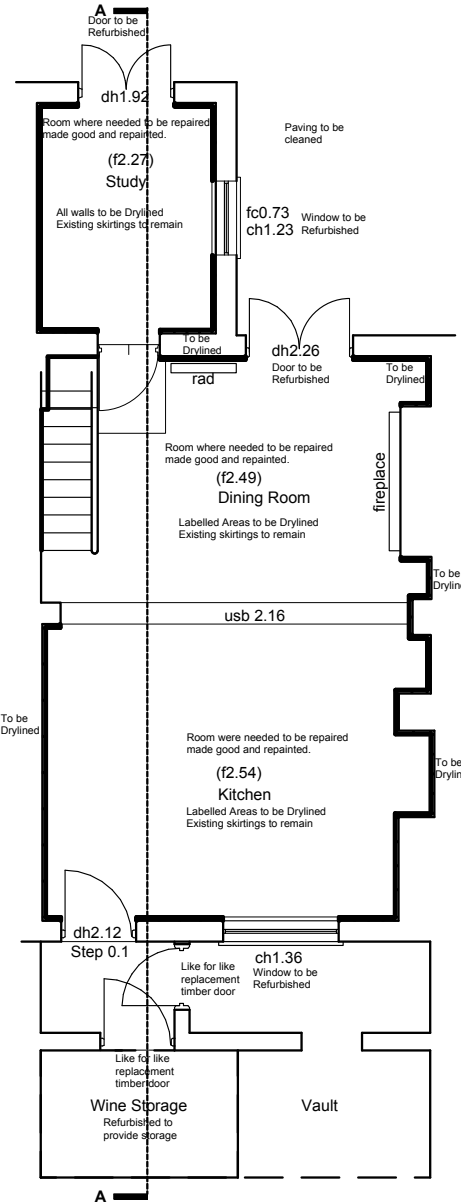 A
Door to be
Refurbished
dh1.92
Room where needed to be repaired
made good and repainted.
(f2.27)
Study
All walls to be Drylined
Existing skirtings to remain
Paving to be
cleaned
fc0.73
ch1.23
Window to be
Refurbished
To be
Drylined
rad
dh2.26
Door to be
Refurbished
To be
Drylined
Room where needed to be repaired
made good and repainted.
(f2.49)
Dining Room
Labelled Areas to be Drylined
Existing skirtings to remain
fireplace
To be
Drylined
usb 2.16
To be
Drylined
Room were needed to be repaired
made good and repainted.
(f2.54)
Kitchen
Labelled Areas to be Drylined
Existing skirtings to remain
To be
Drylined
dh2.12
Step 0.1
Like for like
replacement
timber door
ch1.36
Window to be
Refurbished
Like for like
replacement
timber door
Wine Storage
Refurbished to
provide storage
Vault
A